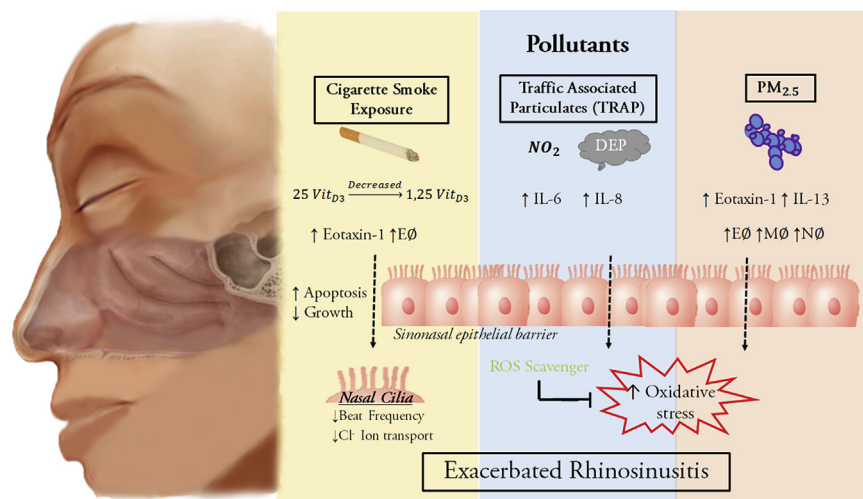 Pollutants
Cigarette Smoke
Exposure
25 Vit_D3 Decreased → 1,25 Vit_D3
↑ Eotaxin-1 ↑EØ
↑ Apoptosis
↓ Growth
Nasal Cilia
↓Beat Frequency
↓Cl⁻ Ion transport
Traffic Associated
Particulates (TRAP)
NO₂
DEP
↑ IL-6 ↑ IL-8
PM₂.₅
↑ Eotaxin-1 ↑ IL-13
↑EØ ↑MØ ↑NØ
Sinonasal epithelial barrier
ROS Scavenger
↑ Oxidative
stress
Exacerbated Rhinosinusitis